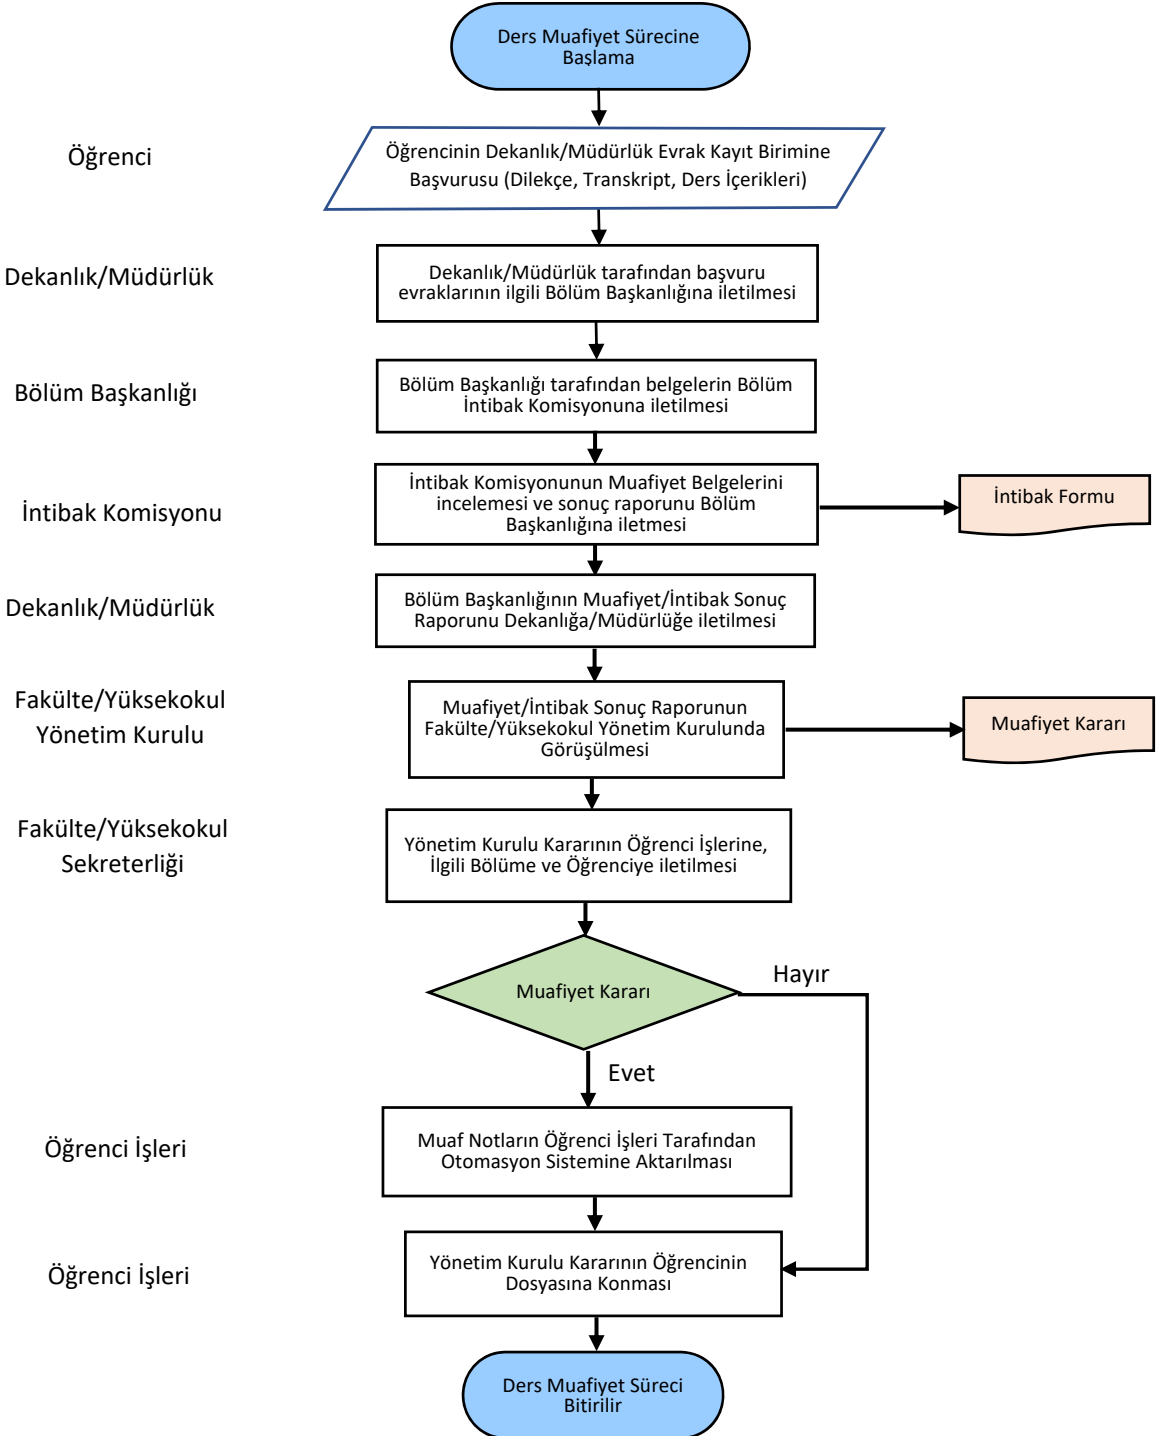 Ders Muafiyet Sürecine
Başlama
Öğrenci
Öğrencinin Dekanlık/Müdürlük Evrak Kayıt Birimine
Başvurusu (Dilekçe, Transkript, Ders İçerikleri)
Dekanlık/Müdürlük
Dekanlık/Müdürlük tarafından başvuru
evraklarının ilgili Bölüm Başkanlığına iletilmesi
Bölüm Başkanlığı
Bölüm Başkanlığı tarafından belgelerin Bölüm
İntibak Komisyonuna iletilmesi
İntibak Komisyonu
İntibak Komisyonunun Muafiyet Belgelerini
incelemesi ve sonuç raporunu Bölüm
Başkanlığına iletmesi
İntibak Formu
Dekanlık/Müdürlük
Bölüm Başkanlığının Muafiyet/İntibak Sonuç
Raporunu Dekanlığa/Müdürlüğe iletilmesi
Fakülte/Yüksekokul
Yönetim Kurulu
Muafiyet/İntibak Sonuç Raporunun
Fakülte/Yüksekokul Yönetim Kurulunda
Görüşülmesi
Muafiyet Kararı
Fakülte/Yüksekokul
Sekreterliği
Yönetim Kurulu Kararının Öğrenci İşlerine,
İlgili Bölüme ve Öğrenciye iletilmesi
Muafiyet Kararı
Hayır
Evet
Öğrenci İşleri
Muaf Notların Öğrenci İşleri Tarafından
Otomasyon Sistemine Aktarılması
Öğrenci İşleri
Yönetim Kurulu Kararının Öğrencinin
Dosyasına Konması
Ders Muafiyet Süreci
Bitirilir